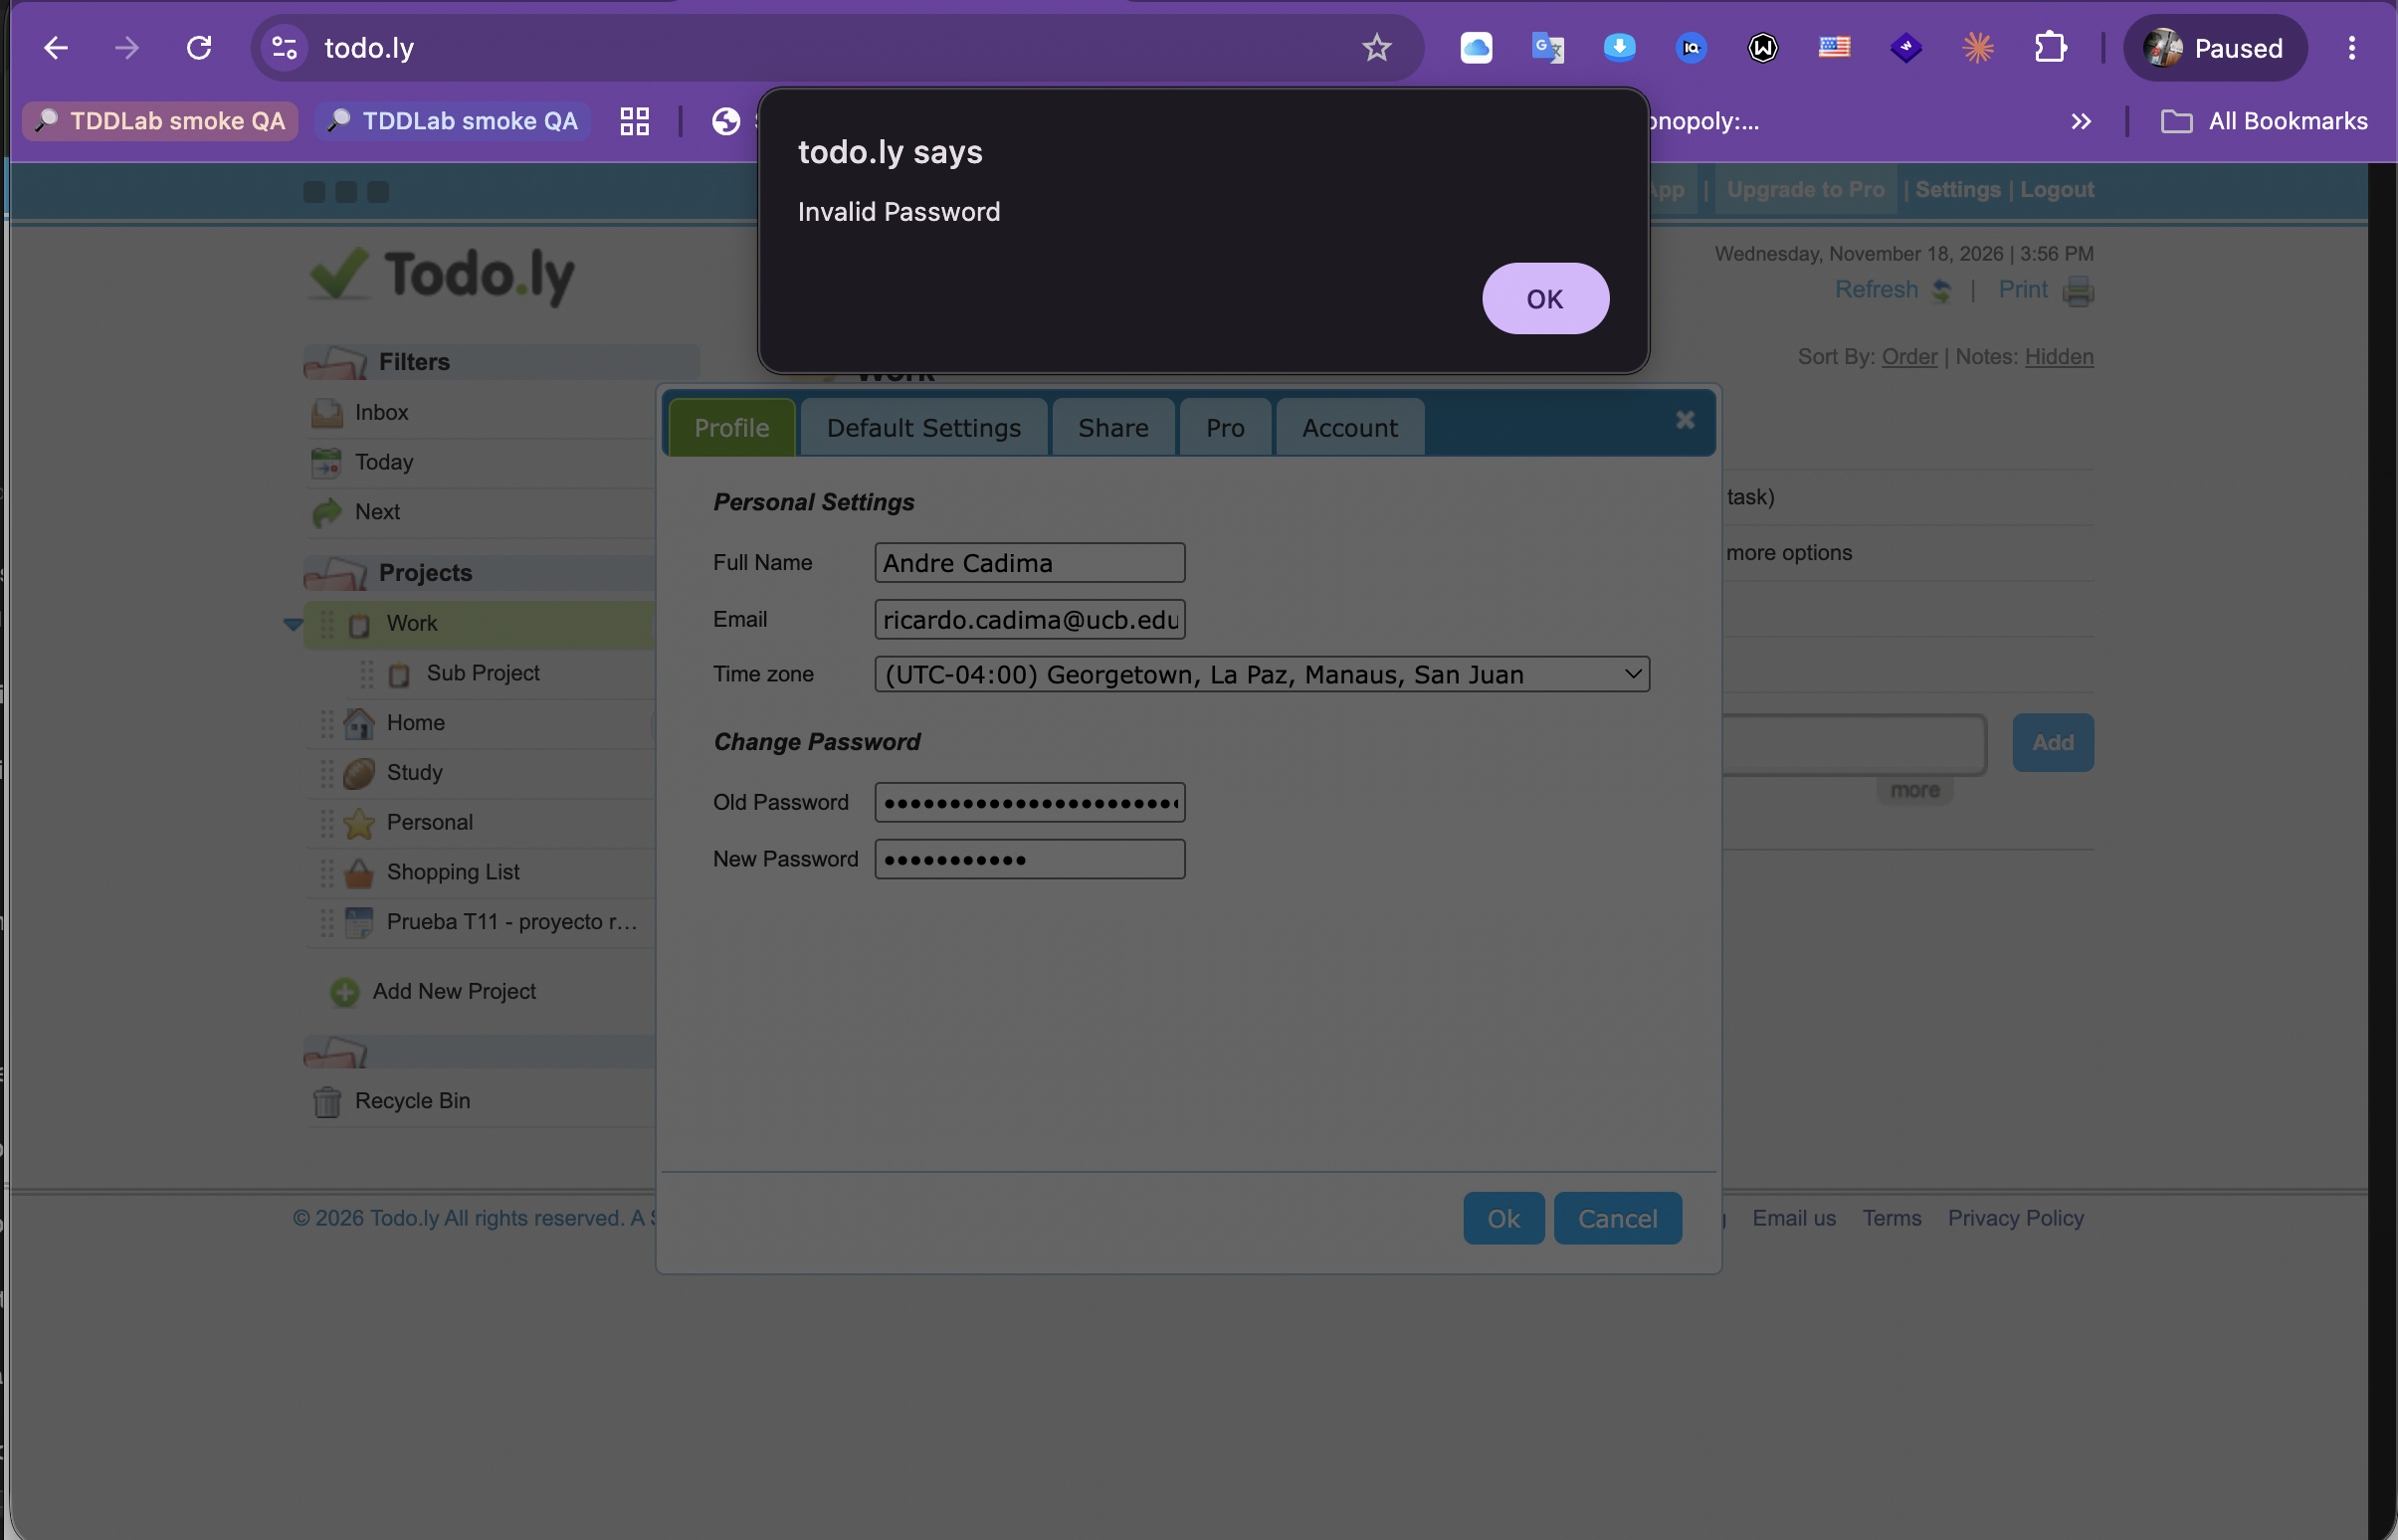 todo.ly
Paused
TDDLab smoke QA
TDDLab smoke QA
onopoly:...
All Bookmarks
todo.ly says
Invalid Password
OK
App | Upgrade to Pro | Settings | Logout
Todo.ly
Wednesday, November 18, 2026 | 3:56 PM
Refresh | Print
Sort By: Order | Notes: Hidden
Filters
Inbox
Today
Next
Projects
Work
Sub Project
Home
Study
Personal
Shopping List
Prueba T11 - proyecto r...
Add New Project
Recycle Bin
Work
Profile
Default Settings
Share
Pro
Account
Personal Settings
Full Name
Andre Cadima
Email
ricardo.cadima@ucb.edu
Time zone
(UTC-04:00) Georgetown, La Paz, Manaus, San Juan
Change Password
Old Password
New Password
Ok
Cancel
task)
more options
Add
more
© 2026 Todo.ly All rights reserved. A
Email us
Terms
Privacy Policy